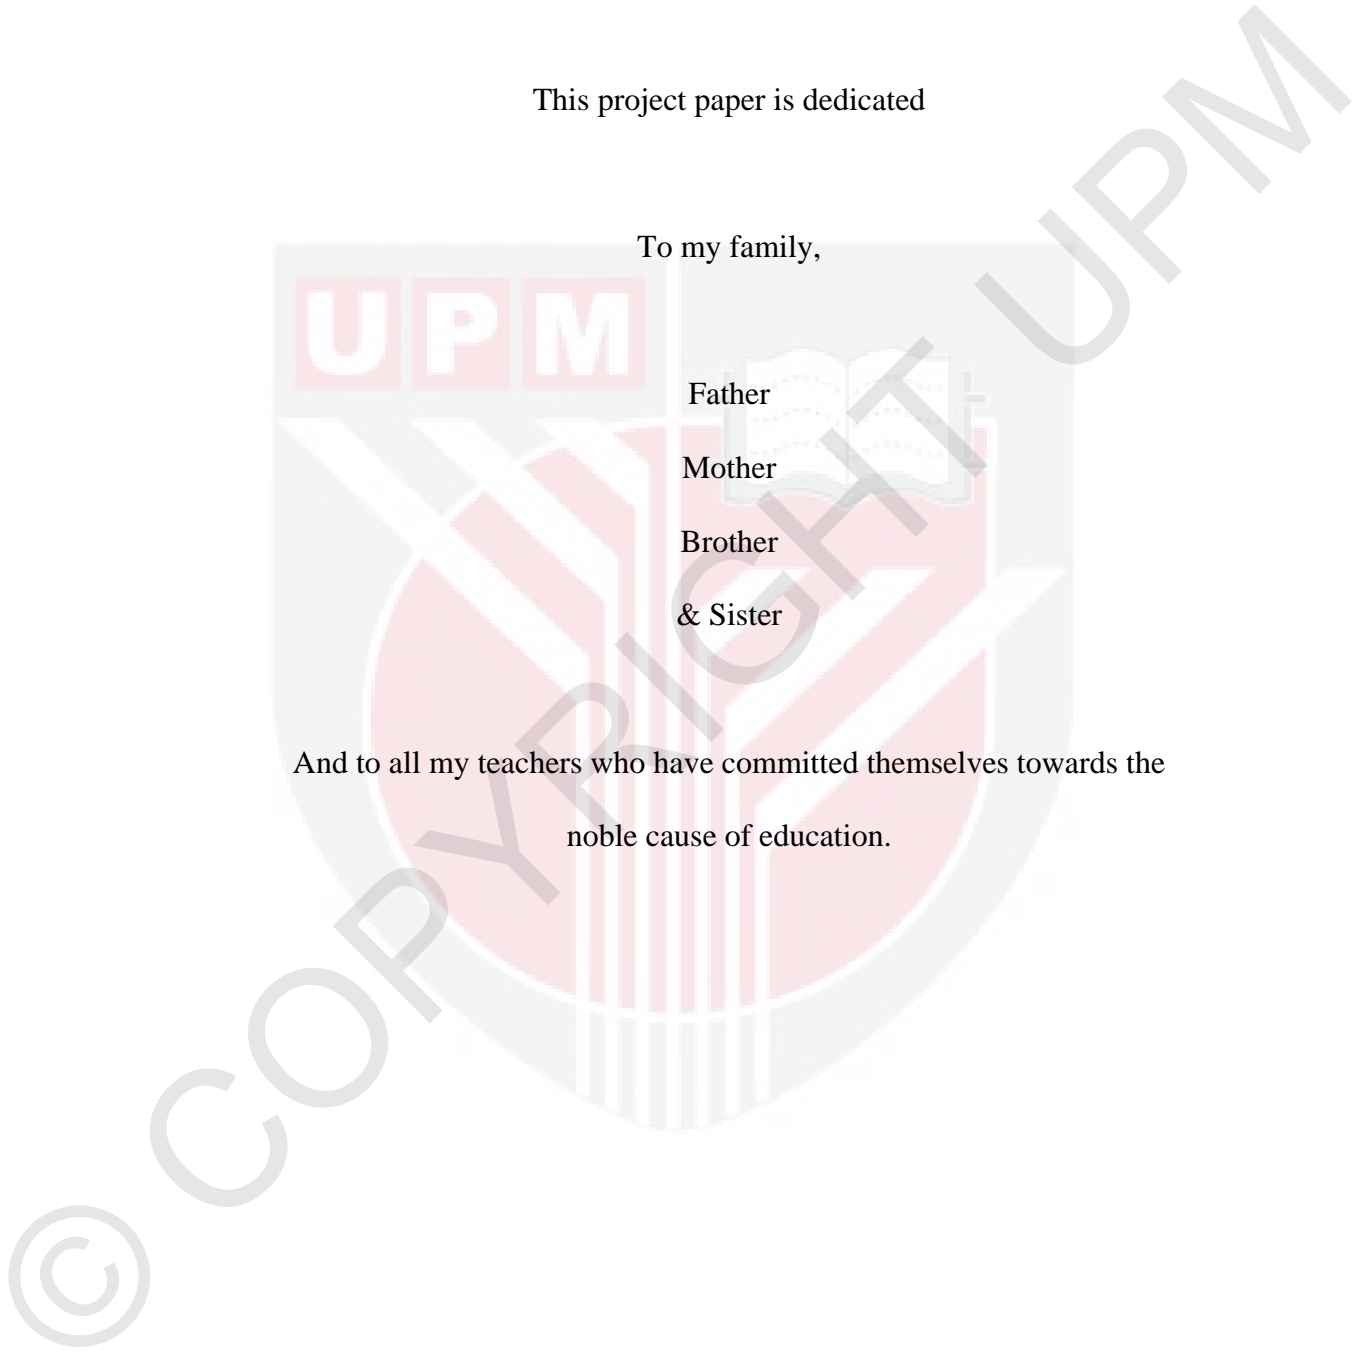 This project paper is dedicated
To my family,
UPM
Father
Mother
Brother
& Sister
And to all my teachers who have committed themselves towards the
noble cause of education.
© COPYRIGHT UPM